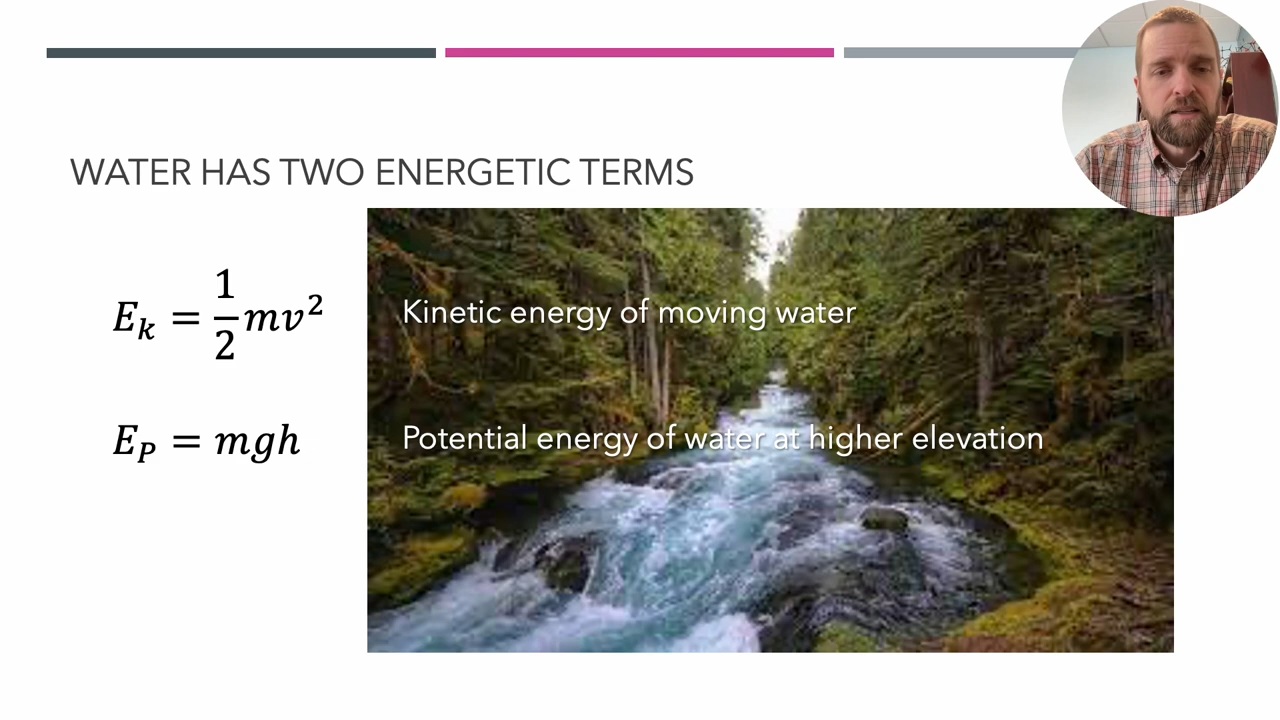 WATER HAS TWO ENERGETIC TERMS
E_k = \frac{1}{2}mv^2
Kinetic energy of moving water
E_P = mgh
Potential energy of water at higher elevation